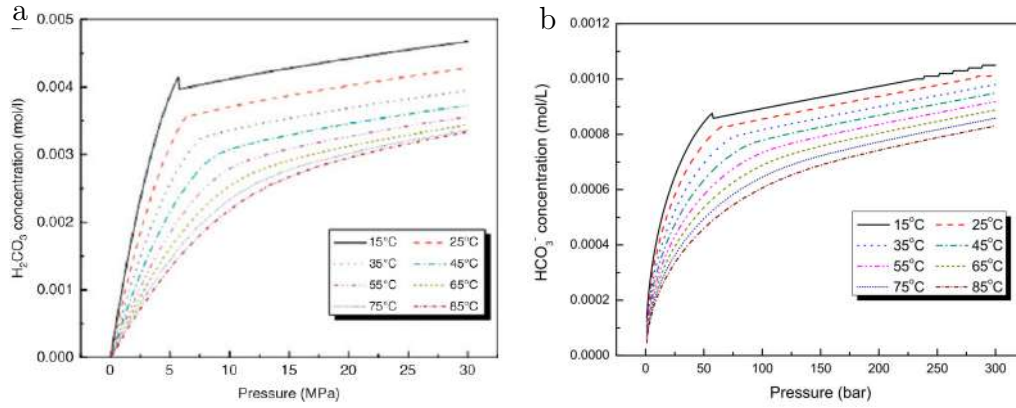 a
0.005
0.004
0.003
0.002
0.001
0.000
H₂CO₃ concentration (mol/l)
0 5 10 15 20 25 30
Pressure (MPa)
15°C 25°C
35°C 45°C
55°C 65°C
75°C 85°C
b
0.0012
0.0010
0.0008
0.0006
0.0004
0.0002
0.0000
HCO₃⁻ concentration (mol/L)
0 50 100 150 200 250 300
Pressure (bar)
15°C 25°C
35°C 45°C
55°C 65°C
75°C 85°C